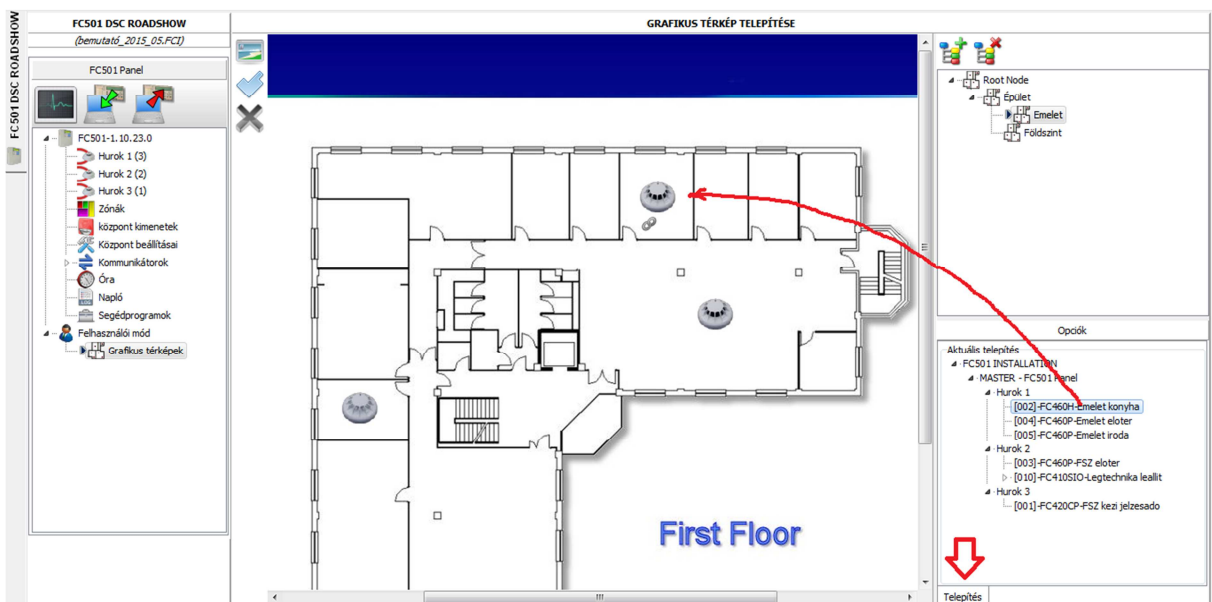 FC501 DSC ROADSHOW
FC501 DSC ROADSHOW
(bemutató_2015_05.FCI)
FC501 Panel
FC501-1.10.23.0
Hurok 1 (3)
Hurok 2 (2)
Hurok 3 (1)
Zónák
központ kimenetek
Központ beállításai
Kommunikátorok
Óra
LOG
Napló
Segédprogramok
Felhasználói mód
Grafikus térképek
GRAFIKUS TÉRKÉP TELEPÍTÉSE
First Floor
Root Node
Épület
Emelet
Földszint
Opciók
Aktuális telepítés
FC501 INSTALLATION
MASTER - FC501 Panel
Hurok 1
[002]-FC460H-Emelet konyha
[004]-FC460P-Emelet eloter
[005]-FC460P-Emelet iroda
Hurok 2
[003]-FC460P-FSZ eloter
[010]-FC410SIO-Legtechnika leallit
Hurok 3
[001]-FC420CP-FSZ kezi jelzesado
Telepítés